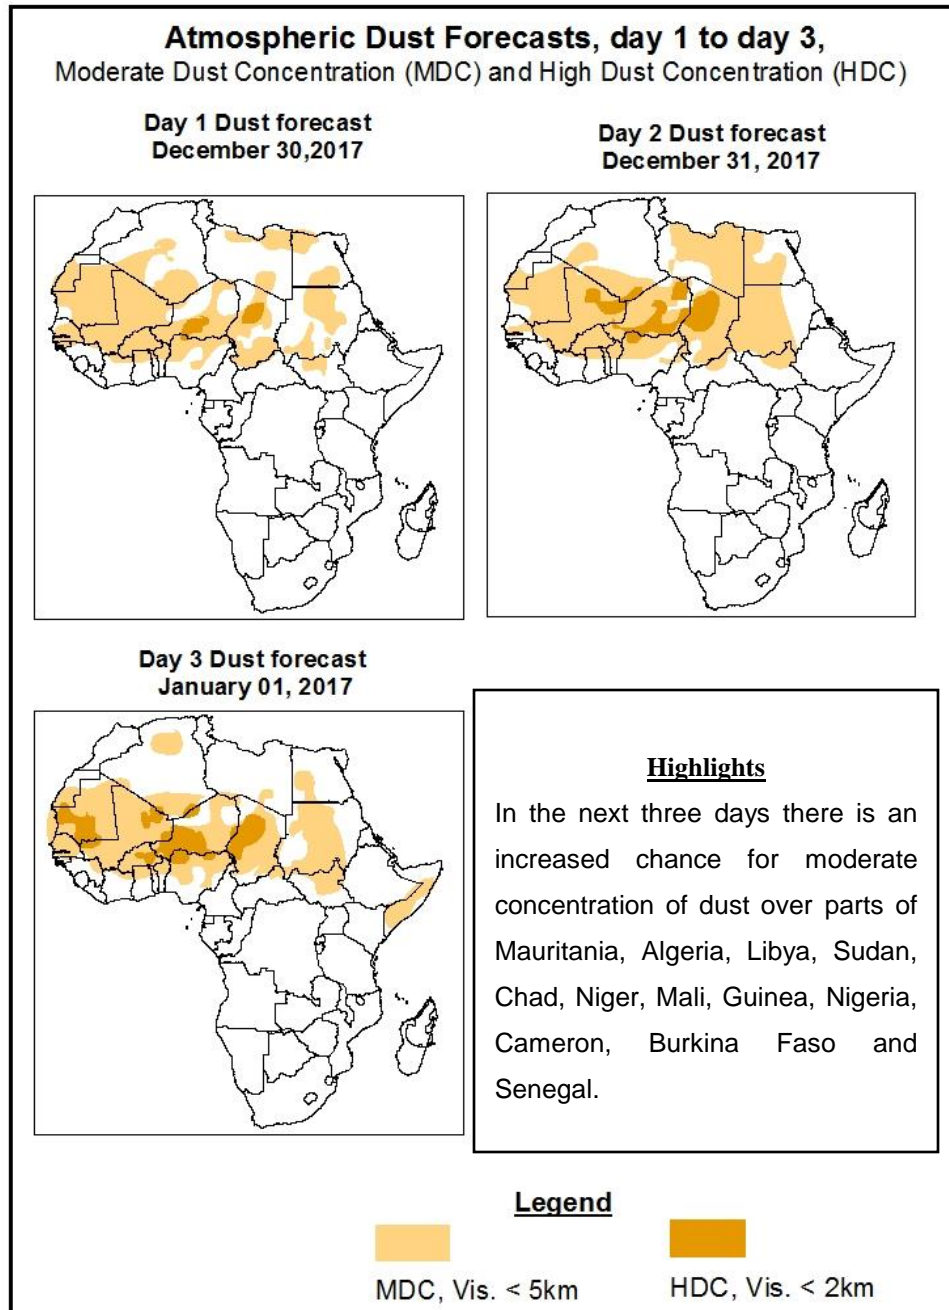 Atmospheric Dust Forecasts, day 1 to day 3,
Moderate Dust Concentration (MDC) and High Dust Concentration (HDC)
Day 1 Dust forecast
December 30,2017
Day 2 Dust forecast
December 31, 2017
Day 3 Dust forecast
January 01, 2017
Highlights
In the next three days there is an
increased chance for moderate
concentration of dust over parts of
Mauritania, Algeria, Libya, Sudan,
Chad, Niger, Mali, Guinea, Nigeria,
Cameron, Burkina Faso and
Senegal.
Legend
MDC, Vis. < 5km
HDC, Vis. < 2km